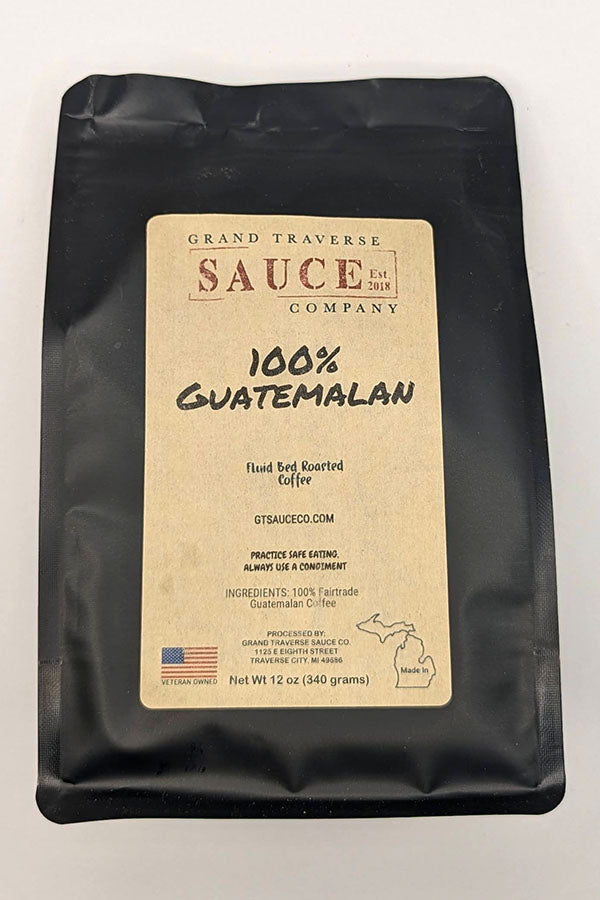 GRAND TRAVERSE
SAUCE
Est.
2018
COMPANY
100%
GUATEMALAN
Fluid Bed Roasted
Coffee
GTSAUCECO.COM
PRACTICE SAFE EATING.
ALWAYS USE A CONDIMENT
INGREDIENTS: 100% Fairtrade
Guatemalan Coffee
PROCESSED BY:
GRAND TRAVERSE SAUCE CO.
1125 E EIGHTH STREET
TRAVERSE CITY, MI 49686
VETERAN OWNED
Net Wt 12 oz (340 grams)
Made In